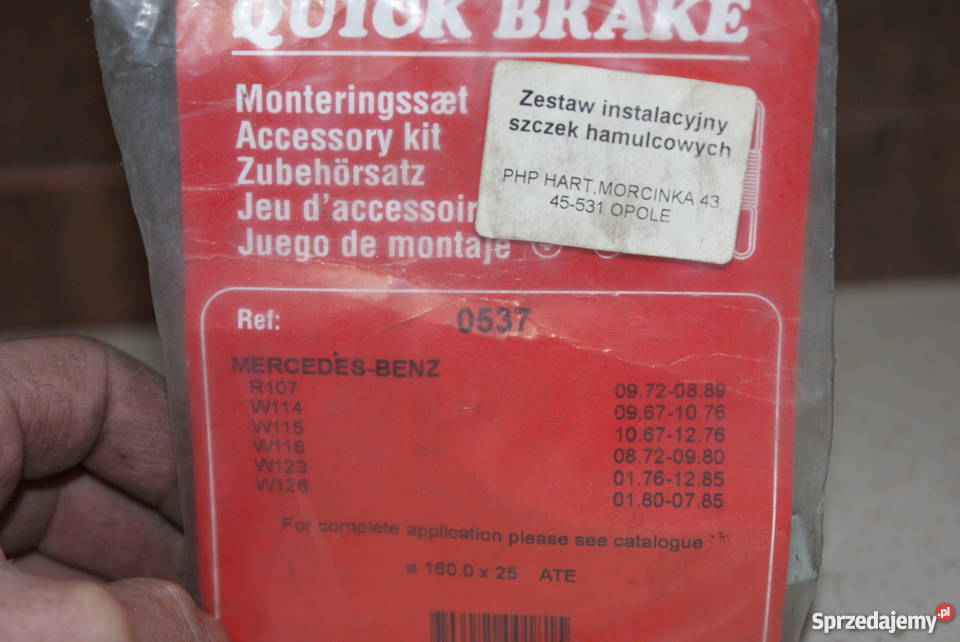 QUICK BRAKE
Monteringssæt
Accessory kit
Zubehörsatz
Jeu d'accessoir
Juego de montaje
Zestaw instalacyjny
szczek hamulcowych
PHP HART,MORCINKA 43
45-531 OPOLE
Ref: 0537
MERCEDES-BENZ
R107 09.72-08.89
W114 09.67-10.76
W115 10.67-12.76
W116 08.72-09.80
W123 01.76-12.85
W126 01.80-07.85
For complete application please see catalogue
ø 160.0 x 25 ATE
Sprzedajemy.pl